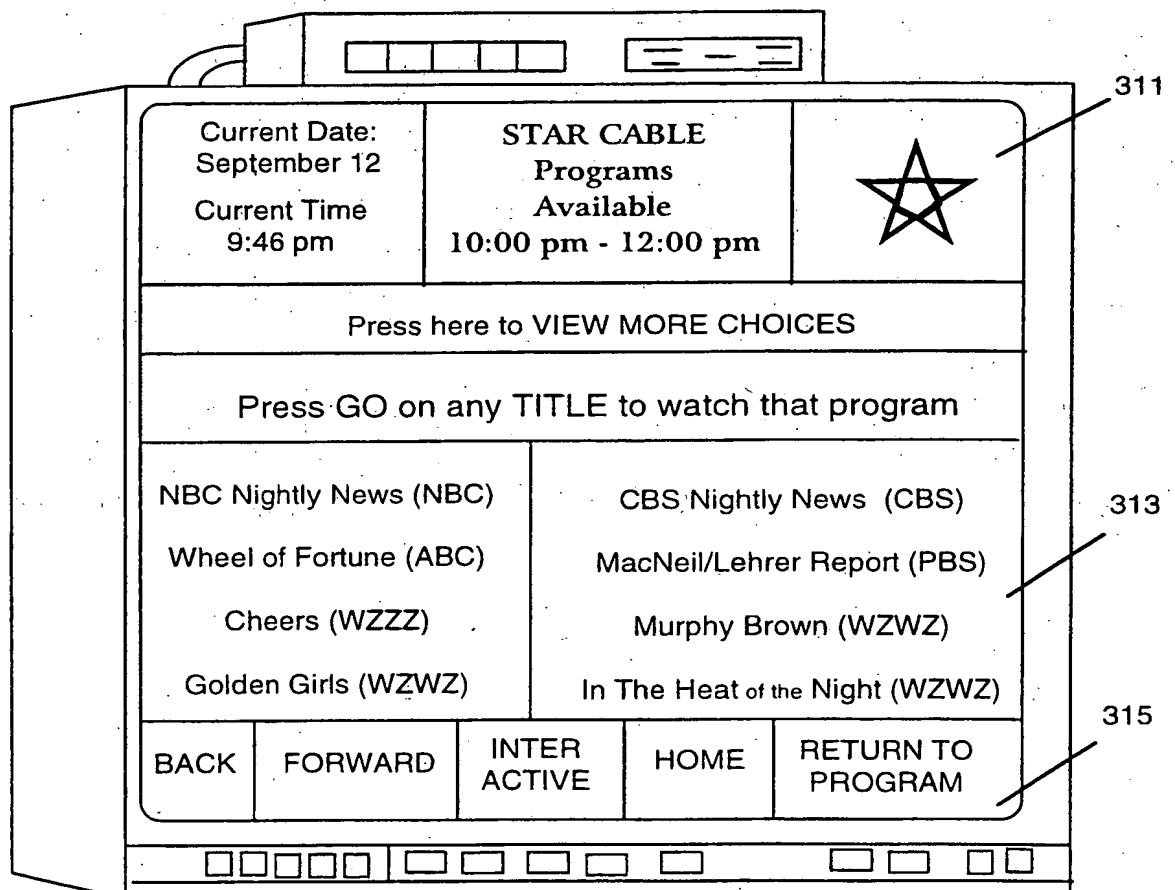 311
Current Date:
September 12
Current Time
9:46 pm
STAR CABLE
Programs
Available
10:00 pm - 12:00 pm
Press here to VIEW MORE CHOICES
Press GO on any TITLE to watch that program
NBC Nightly News (NBC)
Wheel of Fortune (ABC)
Cheers (WZZZ)
Golden Girls (WZWZ)
CBS Nightly News (CBS)
MacNeil/Lehrer Report (PBS)
Murphy Brown (WZWZ)
In The Heat of the Night (WZWZ)
313
BACK
FORWARD
INTER
ACTIVE
HOME
RETURN TO
PROGRAM
315